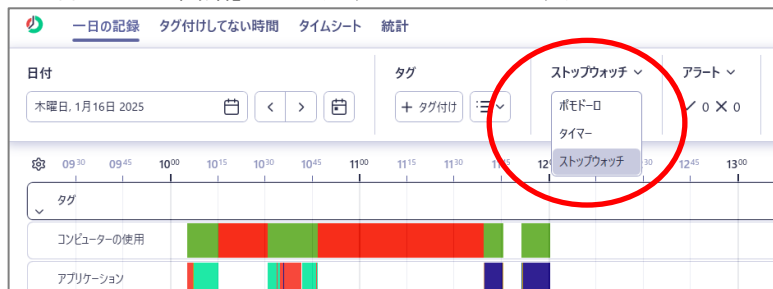 一日の記録 タグ付けしてない時間 タイムシート 統計
日付 タグ ストップウォッチ アラート
木曜日, 1月16日 2025 + タグ付け 0 0
ポモドーロ
タイマー
ストップウォッチ
09 30 09 45 10 00 10 15 10 30 10 45 11 00 11 15 11 30 12 30 12 45 13 00
タグ
コンピューターの使用
アプリケーション